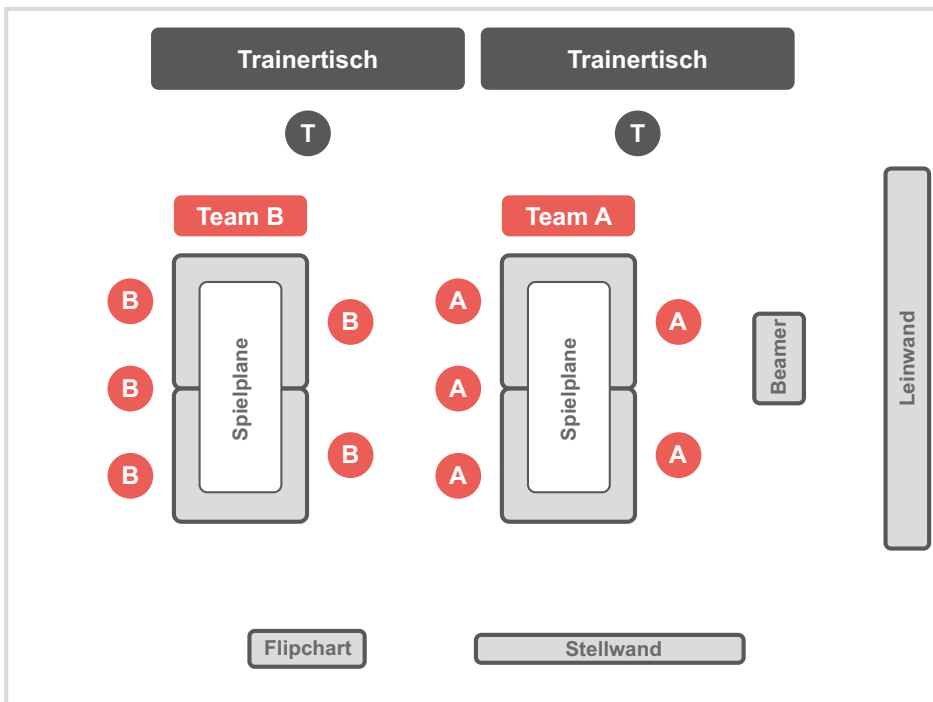 Trainertisch
Trainertisch
T
T
Team B
Team A
B
B
B
B
B
Spielplane
A
A
A
A
A
Spielplane
Beamer
Leinwand
Flipchart
Stellwand